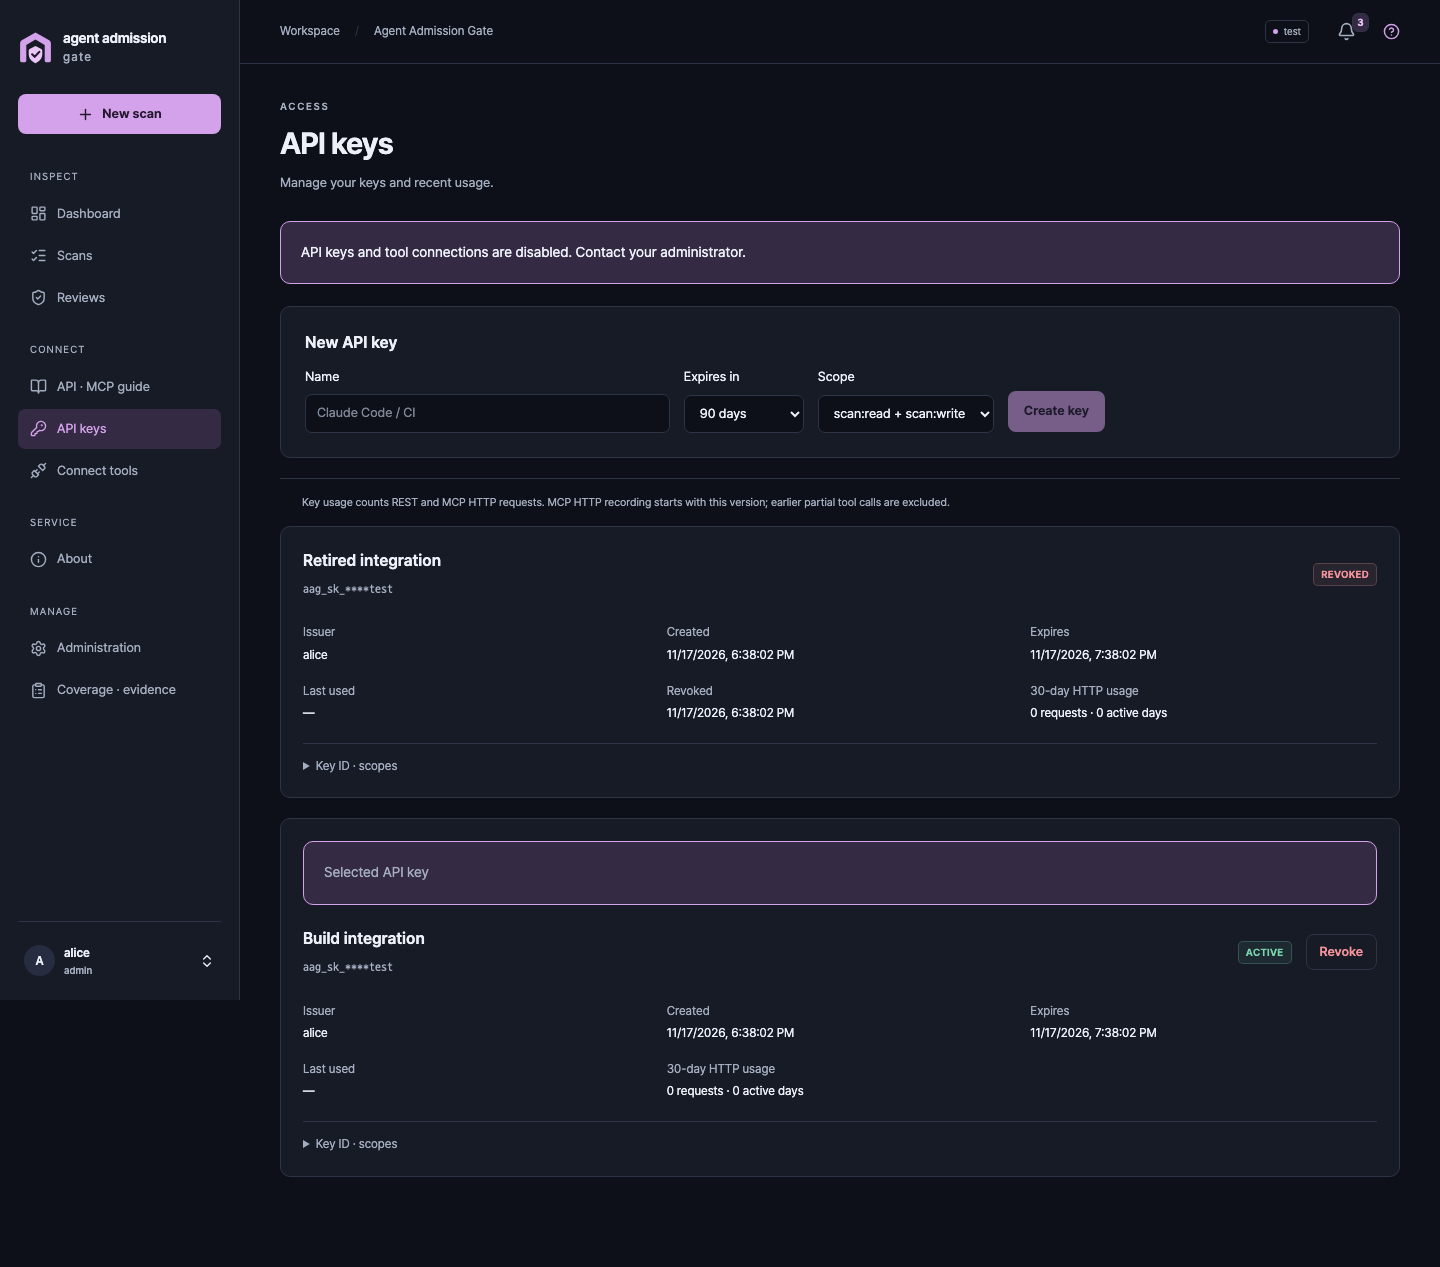 agent admission
gate
New scan
INSPECT
Dashboard
Scans
Reviews
CONNECT
API · MCP guide
API keys
Connect tools
SERVICE
About
MANAGE
Administration
Coverage · evidence
A
alice
admin
Workspace / Agent Admission Gate
test
3
ACCESS
API keys
Manage your keys and recent usage.
API keys and tool connections are disabled. Contact your administrator.
New API key
Name Expires in Scope
Claude Code / CI 90 days scan:read + scan:write Create key
Key usage counts REST and MCP HTTP requests. MCP HTTP recording starts with this version; earlier partial tool calls are excluded.
Retired integration
aag_sk_****test
REVOKED
Issuer Created Expires
alice 11/17/2026, 6:38:02 PM 11/17/2026, 7:38:02 PM
Last used Revoked 30-day HTTP usage
— 11/17/2026, 6:38:02 PM 0 requests · 0 active days
Key ID · scopes
Selected API key
Build integration
aag_sk_****test
ACTIVE Revoke
Issuer Created Expires
alice 11/17/2026, 6:38:02 PM 11/17/2026, 7:38:02 PM
Last used 30-day HTTP usage
— 0 requests · 0 active days
Key ID · scopes